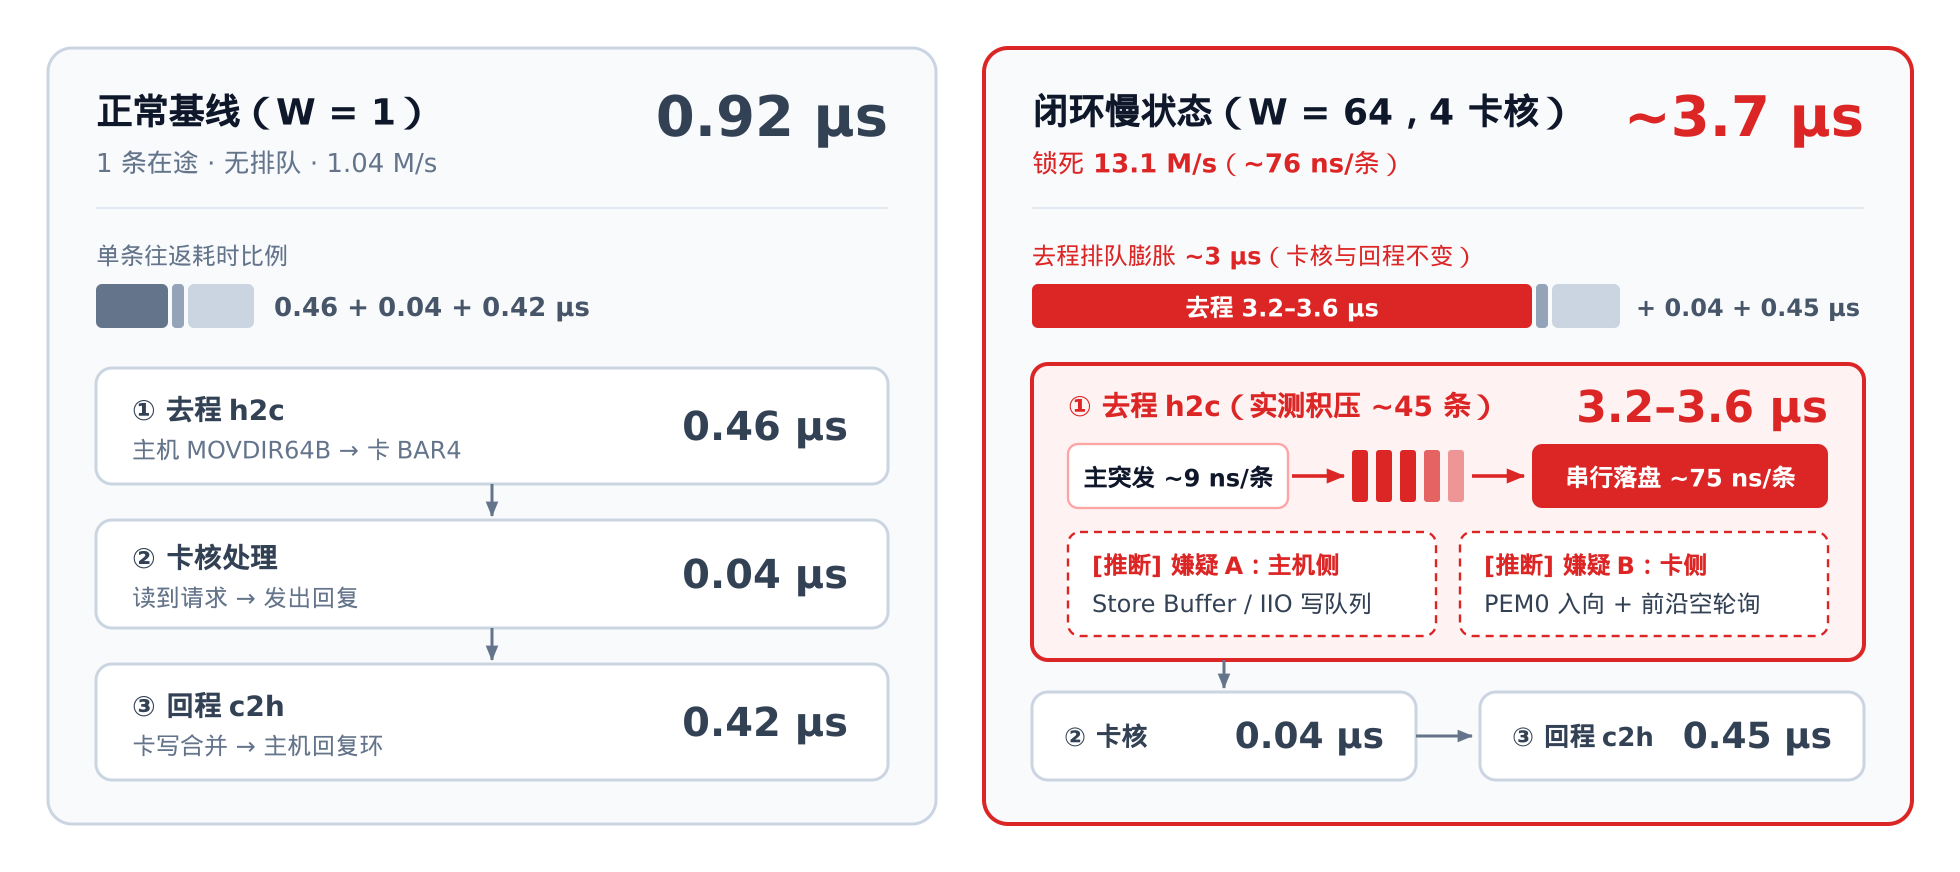 正常基线（W = 1）
0.92 µs
1 条在途 · 无排队 · 1.04 M/s
单条往返耗时比例
0.46 + 0.04 + 0.42 µs
① 去程 h2c
主机 MOVDIR64B → 卡 BAR4
0.46 µs
② 卡核处理
读到请求 → 发出回复
0.04 µs
③ 回程 c2h
卡写合并 → 主机回复环
0.42 µs
闭环慢状态（W = 64，4 卡核）
~3.7 µs
锁死 13.1 M/s（~76 ns/条）
去程排队膨胀 ~3 µs（卡核与回程不变）
去程 3.2–3.6 µs
+ 0.04 + 0.45 µs
① 去程 h2c（实测积压 ~45 条）
3.2–3.6 µs
主突发 ~9 ns/条
串行落盘 ~75 ns/条
[推断] 嫌疑 A：主机侧
Store Buffer / IIO 写队列
[推断] 嫌疑 B：卡侧
PEM0 入向 + 前沿空轮询
② 卡核
0.04 µs
③ 回程 c2h
0.45 µs